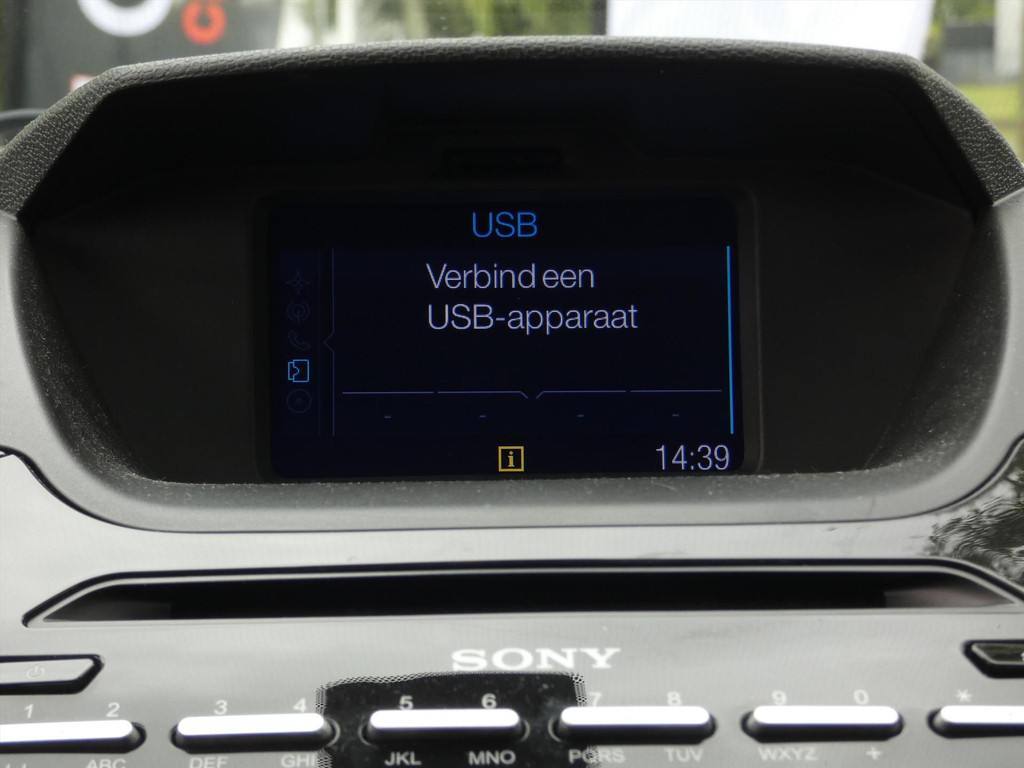 USB
Verbind een
USB-apparaat
- - - -
i 14:39
SONY
1 2 3 4 5 6 7 8 9 0 *
ABC DEF GHI JKL MNO PQRS TUV WXYZ +